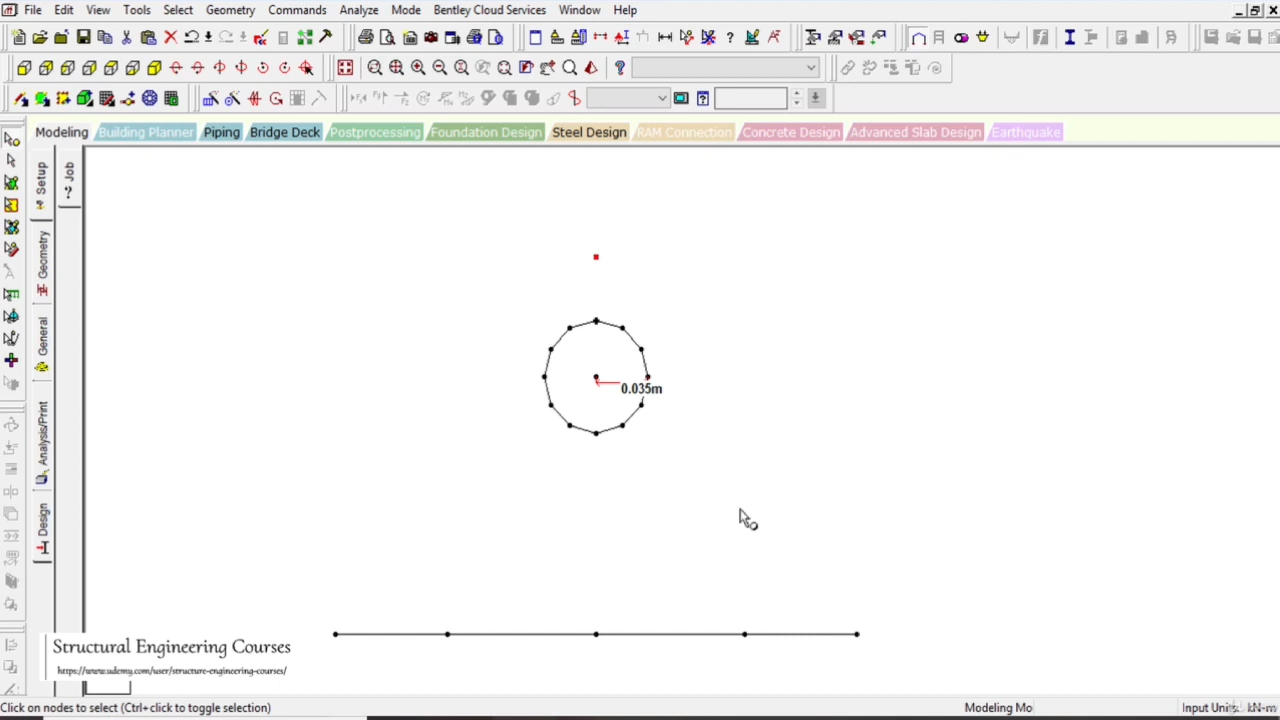 File Edit View Tools Select Geometry Commands Analyze Mode Bentley Cloud Services Window Help
Modeling Building Planner Piping Bridge Deck Postprocessing Foundation Design Steel Design RAM Connection Concrete Design Advanced Slab Design Earthquake
Setup
Job
Geometry
General
Analysis/Print
Design
0.035m
Structural Engineering Courses
https://www.udemy.com/user/structure-engineering-courses/
Click on nodes to select (Ctrl+click to toggle selection) Modeling Mo Input Units: kN-m